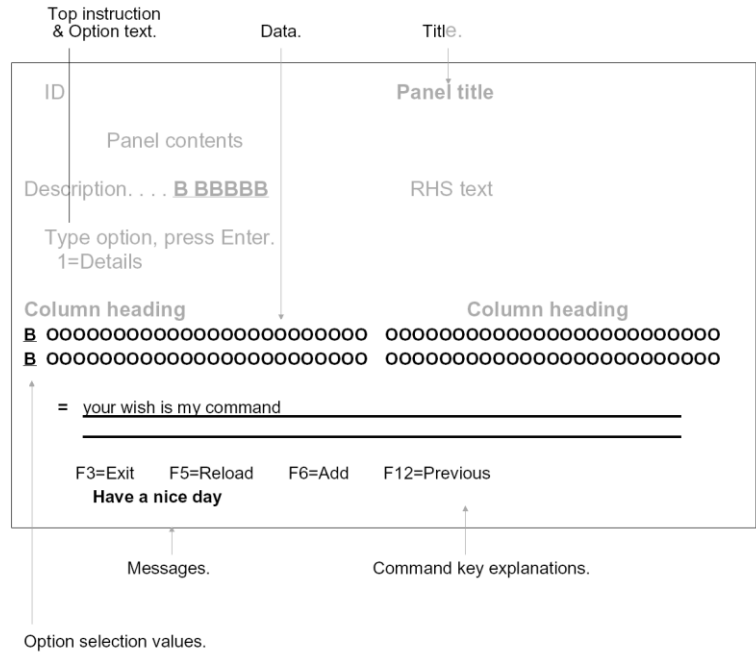 Top instruction
& Option text. Data. Title.
ID Panel title
Panel contents
Description. . . . B BBBBB RHS text
Type option, press Enter.
1=Details
Column heading Column heading
B OOOOOOOOOOOOOOOOOOOOOOOO OOOOOOOOOOOOOOOOOOOOOOOOO
B OOOOOOOOOOOOOOOOOOOOOOOO OOOOOOOOOOOOOOOOOOOOOOOOO
= your wish is my command
F3=Exit F5=Reload F6=Add F12=Previous
Have a nice day
Messages. Command key explanations.
Option selection values.